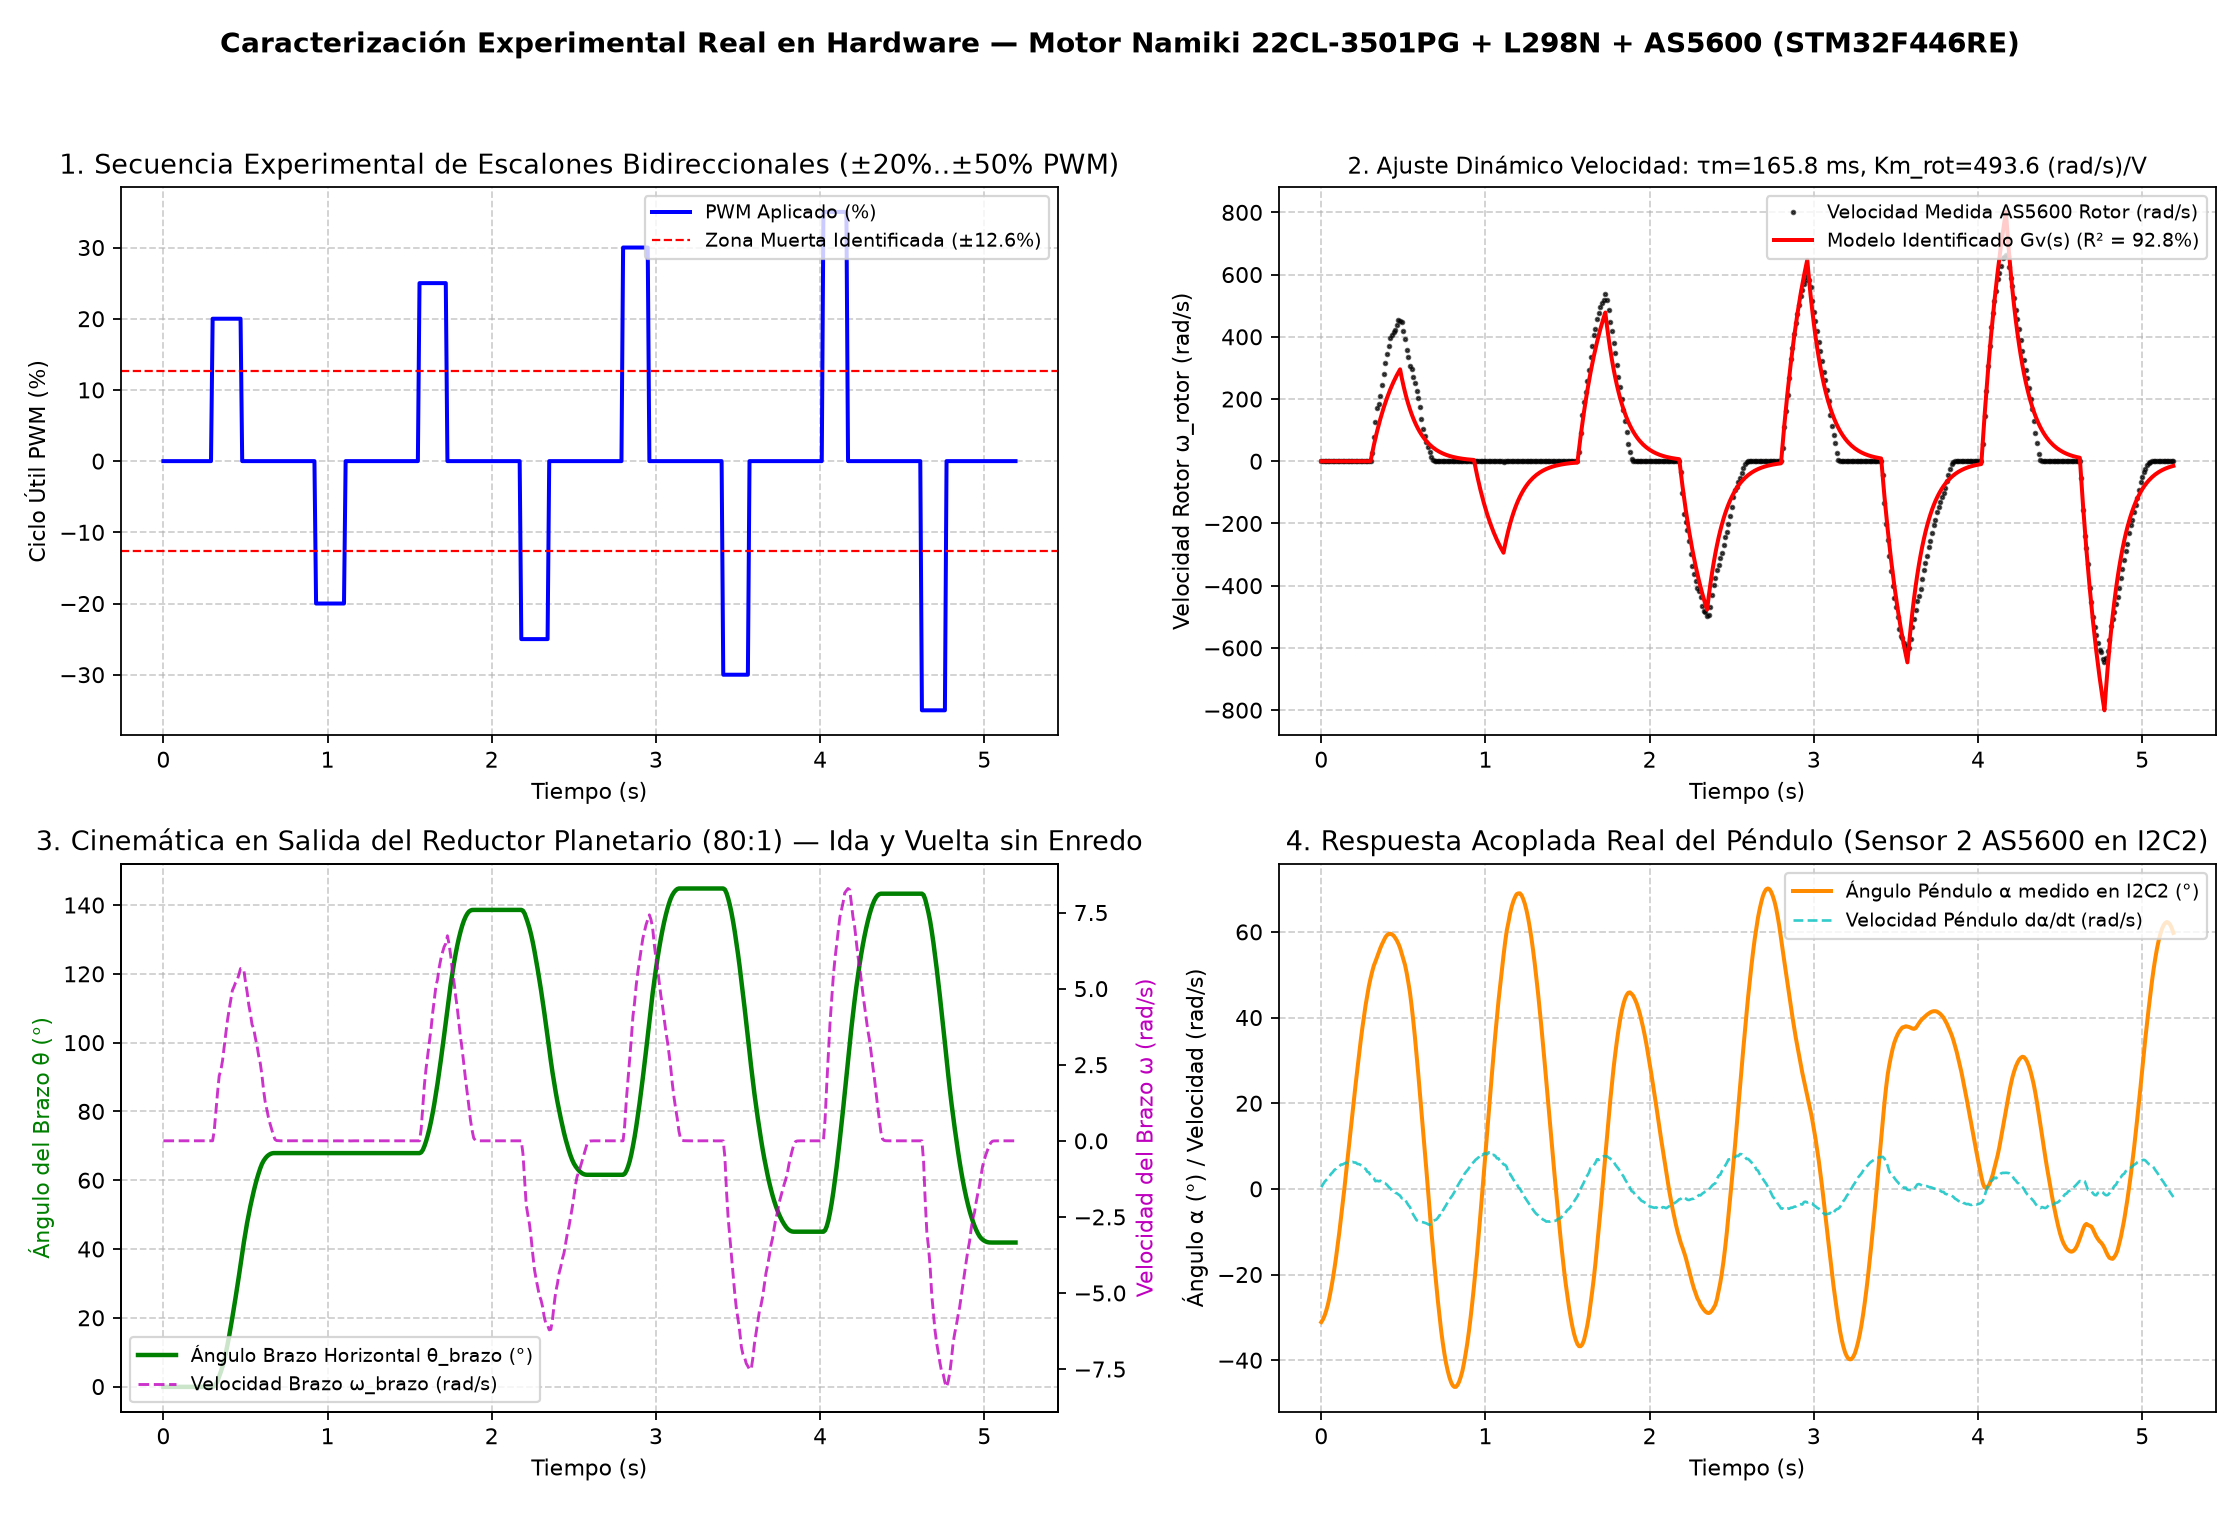 Caracterización Experimental Real en Hardware — Motor Namiki 22CL-3501PG + L298N + AS5600 (STM32F446RE)
1. Secuencia Experimental de Escalones Bidireccionales (±20%..±50% PWM)
PWM Aplicado (%)
Zona Muerta Identificada (±12.6%)
Ciclo Útil PWM (%)
30
20
10
0
−10
−20
−30
0 1 2 3 4 5
Tiempo (s)
2. Ajuste Dinámico Velocidad: τm=165.8 ms, Km_rot=493.6 (rad/s)/V
Velocidad Medida AS5600 Rotor (rad/s)
Modelo Identificado Gv(s) (R² = 92.8%)
Velocidad Rotor ω_rotor (rad/s)
800
600
400
200
0
−200
−400
−600
−800
0 1 2 3 4 5
Tiempo (s)
3. Cinemática en Salida del Reductor Planetario (80:1) — Ida y Vuelta sin Enredo
Ángulo del Brazo θ (°)
140
120
100
80
60
40
20
0
Ángulo Brazo Horizontal θ_brazo (°)
Velocidad Brazo ω_brazo (rad/s)
7.5
5.0
2.5
0.0
−2.5
−5.0
−7.5
Velocidad del Brazo ω (rad/s)
0 1 2 3 4 5
Tiempo (s)
4. Respuesta Acoplada Real del Péndulo (Sensor 2 AS5600 en I2C2)
Ángulo Péndulo α medido en I2C2 (°)
Velocidad Péndulo dα/dt (rad/s)
Ángulo α (°) / Velocidad (rad/s)
60
40
20
0
−20
−40
0 1 2 3 4 5
Tiempo (s)